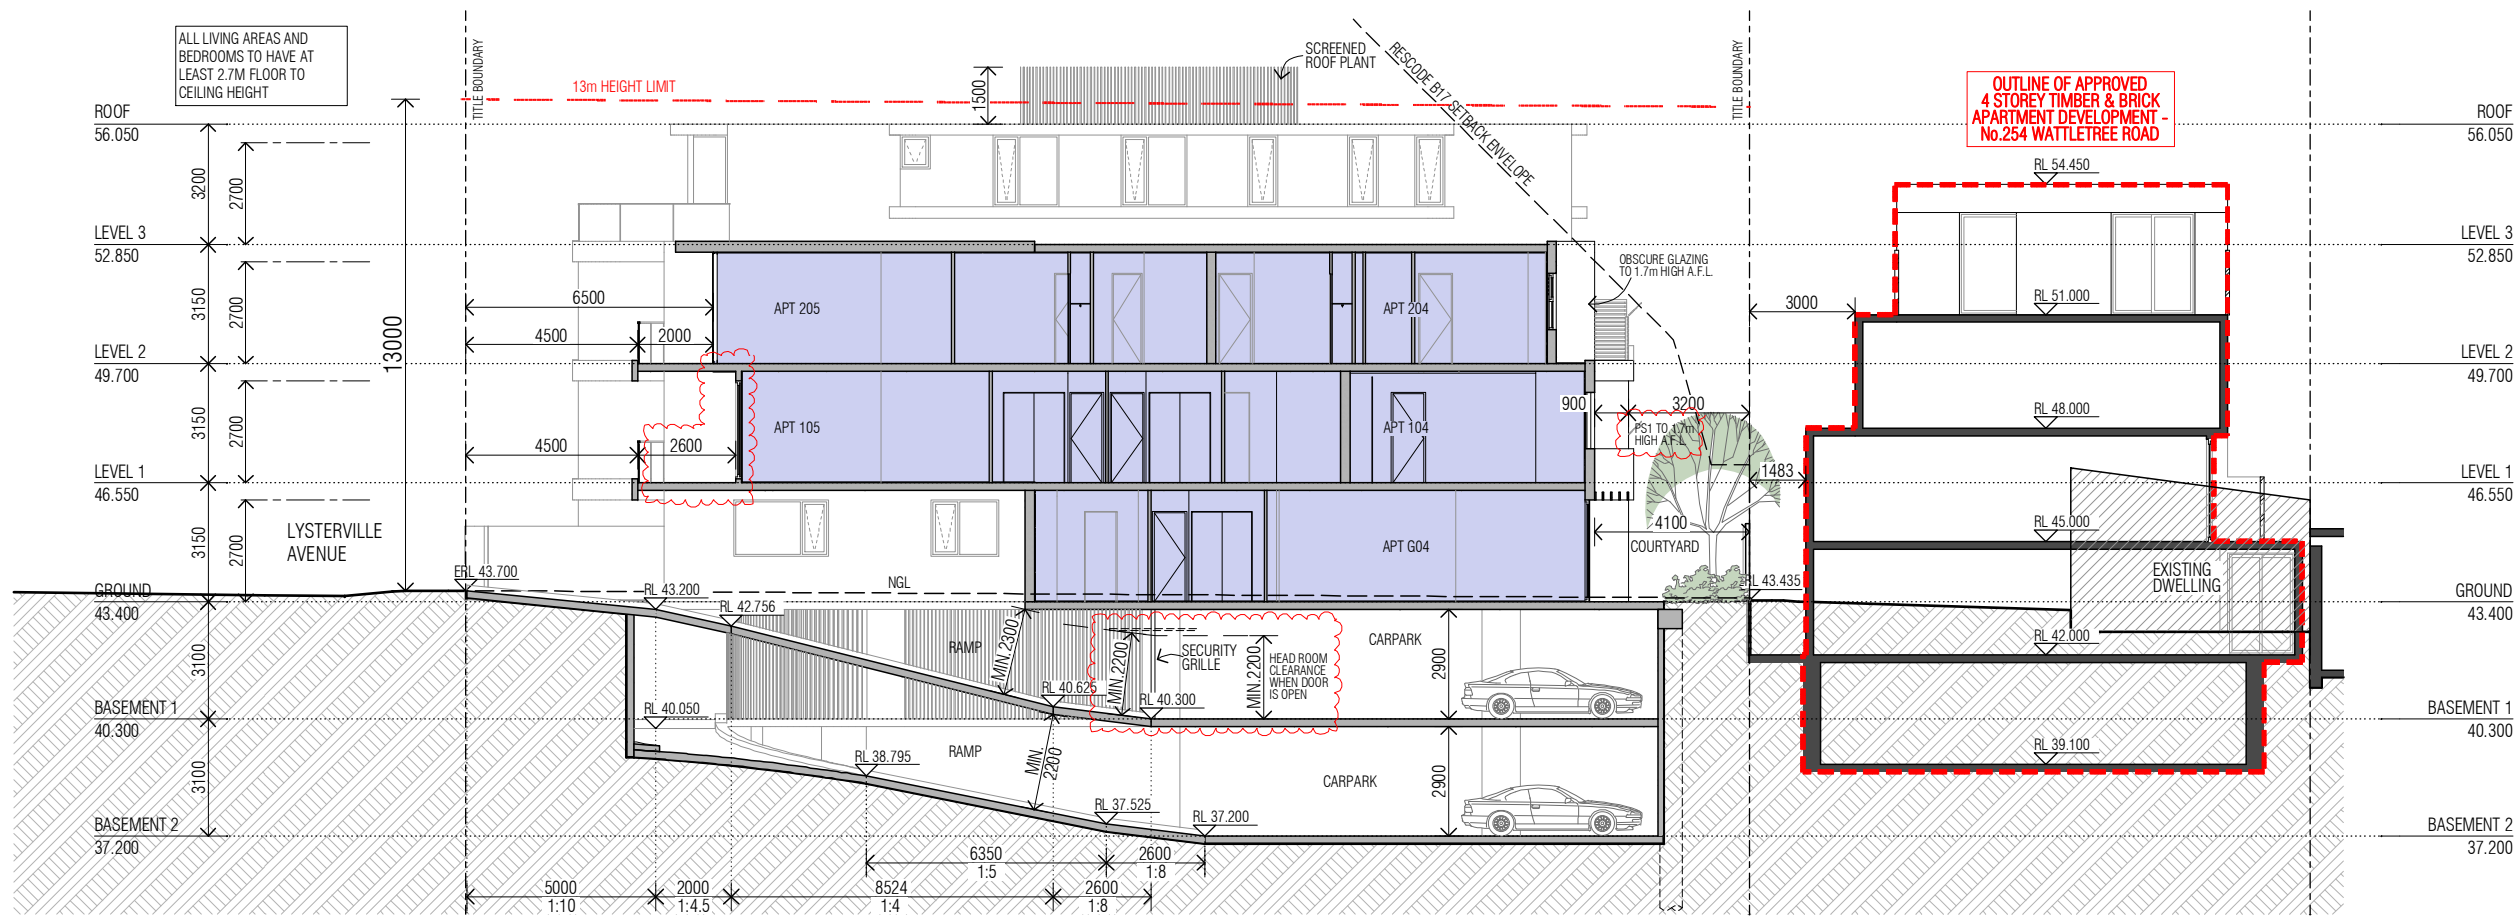 ALL LIVING AREAS AND
BEDROOMS TO HAVE AT
LEAST 2.7M FLOOR TO
CEILING HEIGHT
TITLE BOUNDARY
13m HEIGHT LIMIT
1500
SCREENED
ROOF PLANT
RESCODE B17 SETBACK ENVELOPE
TITLE BOUNDARY
OUTLINE OF APPROVED
4 STOREY TIMBER & BRICK
APARTMENT DEVELOPMENT -
No.254 WATTLETREE ROAD
ROOF
56.050
LEVEL 3
52.850
LEVEL 2
49.700
LEVEL 1
46.550
GROUND
43.400
BASEMENT 1
40.300
BASEMENT 2
37.200
3200
3150
3150
3150
3100
3100
2700
2700
2700
2700
13000
LYSTERVILLE
AVENUE
6500
4500
2000
4500
2600
APT 205
APT 204
APT 105
APT 104
APT G04
OBSCURE GLAZING
TO 1.7m HIGH A.F.L.
900
3200
PS1 TO 1.7m
HIGH A.F.L.
4100
COURTYARD
3000
1483
ERL 43.700
RL 43.200
RL 42.756
NGL
RL 43.435
RAMP
MIN.2300
MIN.2200
SECURITY
GRILLE
MIN.2200
HEAD ROOM
CLEARANCE
WHEN DOOR
IS OPEN
CARPARK
2900
RL 40.625
RL 40.300
RL 40.050
RAMP
RL 38.795
MIN.
2200
RL 37.525
RL 37.200
CARPARK
2900
6350
1:5
2600
1:8
5000
1:10
2000
1:4.5
8524
1:4
2600
1:8
RL 54.450
RL 51.000
RL 48.000
RL 45.000
EXISTING
DWELLING
RL 42.000
RL 39.100
ROOF
56.050
LEVEL 3
52.850
LEVEL 2
49.700
LEVEL 1
46.550
GROUND
43.400
BASEMENT 1
40.300
BASEMENT 2
37.200